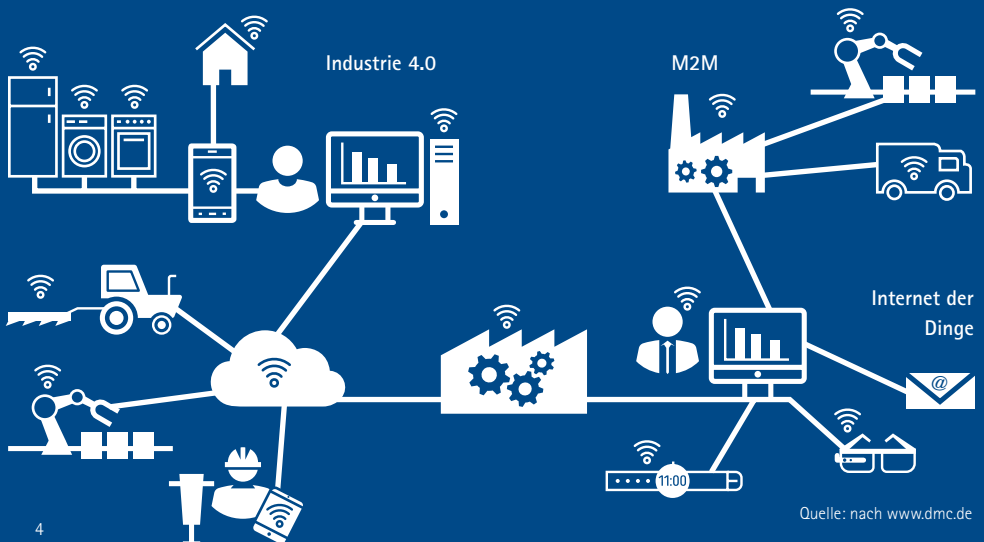 Industrie 4.0
M2M
Internet der
Dinge
@
11:00
Quelle: nach www.dmc.de
4